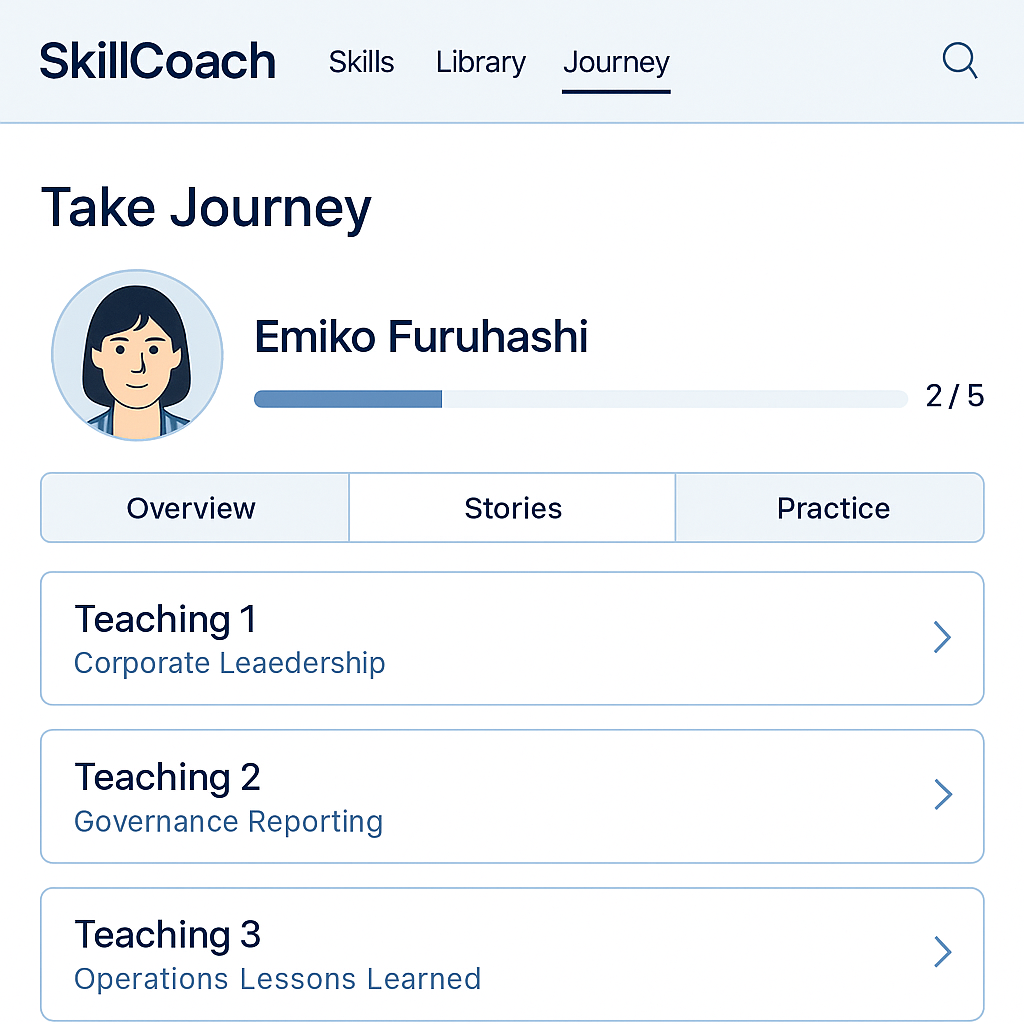 SkillCoach Skills Library Journey
Take Journey
Emiko Furuhashi
2 / 5
Overview Stories Practice
Teaching 1
Corporate Leaedership
Teaching 2
Governance Reporting
Teaching 3
Operations Lessons Learned